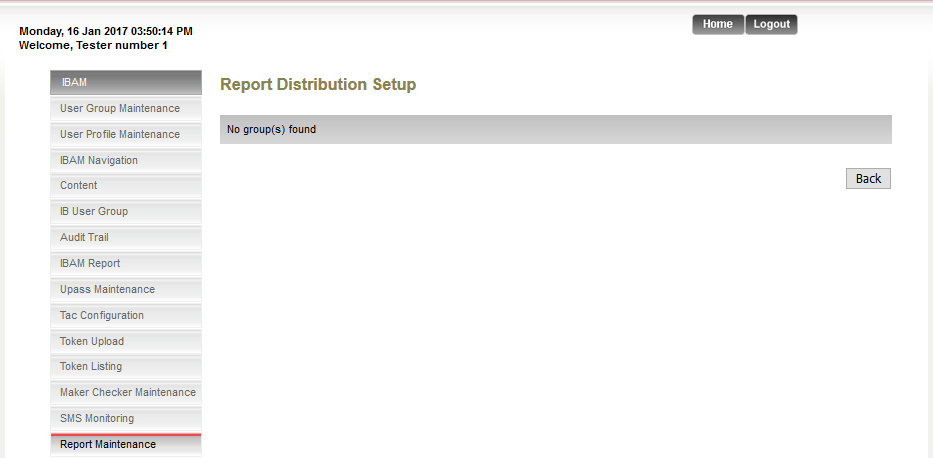 Monday, 16 Jan 2017 03:50:14 PM
Welcome, Tester number 1
Home
Logout
IBAM
User Group Maintenance
User Profile Maintenance
IBAM Navigation
Content
IB User Group
Audit Trail
IBAM Report
Upass Maintenance
Tac Configuration
Token Upload
Token Listing
Maker Checker Maintenance
SMS Monitoring
Report Maintenance
Report Distribution Setup
No group(s) found
Back